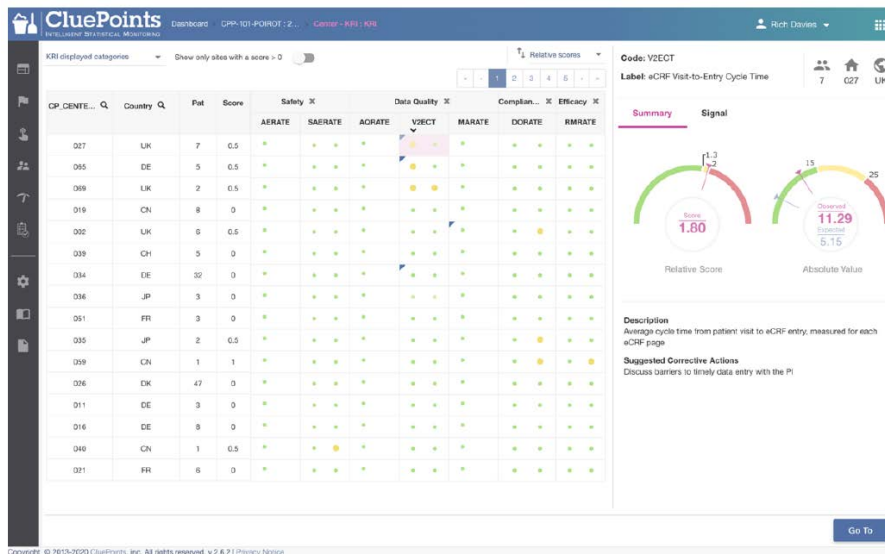 CluePoints
INTELLIGENT STATISTICAL MONITORING
Dashboard CPP-101-POIROT : 2... Center - KRI : KRI
Rich Davies
KRI displayed categories Show only sites with a score > 0 Relative scores
1 2 3 4 5
CP_CENTE... Country Pat Score Safety Data Quality Complian... Efficacy
AERATE SAERATE AQRATE V2ECT MARATE DORATE RMRATE
027 UK 7 0.5
065 DE 5 0.5
069 UK 2 0.5
019 CN 8 0
002 UK 6 0.5
039 CH 5 0
034 DE 32 0
036 JP 3 0
051 FR 3 0
035 JP 2 0.5
059 CN 1 1
026 DK 47 0
011 DE 3 0
016 DE 8 0
040 CN 1 0.5
021 FR 6 0
Code: V2ECT
Label: eCRF Visit-to-Entry Cycle Time
7 027 UK
Summary Signal
1.3
2
Score
1.80
Relative Score
15
25
Observed
11.29
Expected
5.15
Absolute Value
Description
Average cycle time from patient visit to eCRF entry, measured for each
eCRF page
Suggested Corrective Actions
Discuss barriers to timely data entry with the PI
Go To
Copyright © 2013-2020 CluePoints, Inc. All rights reserved. v 2.6.2 | Privacy Notice